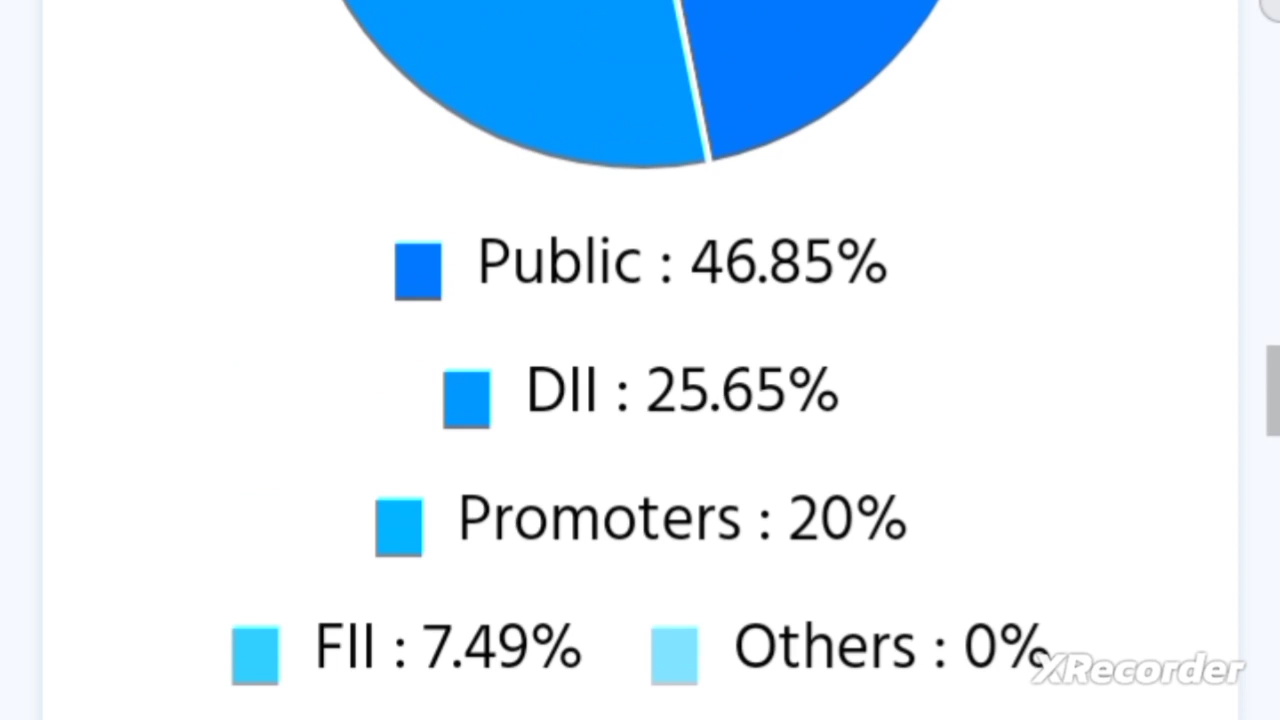 Public : 46.85%
DII : 25.65%
Promoters : 20%
FII : 7.49% Others : 0%
XRecorder